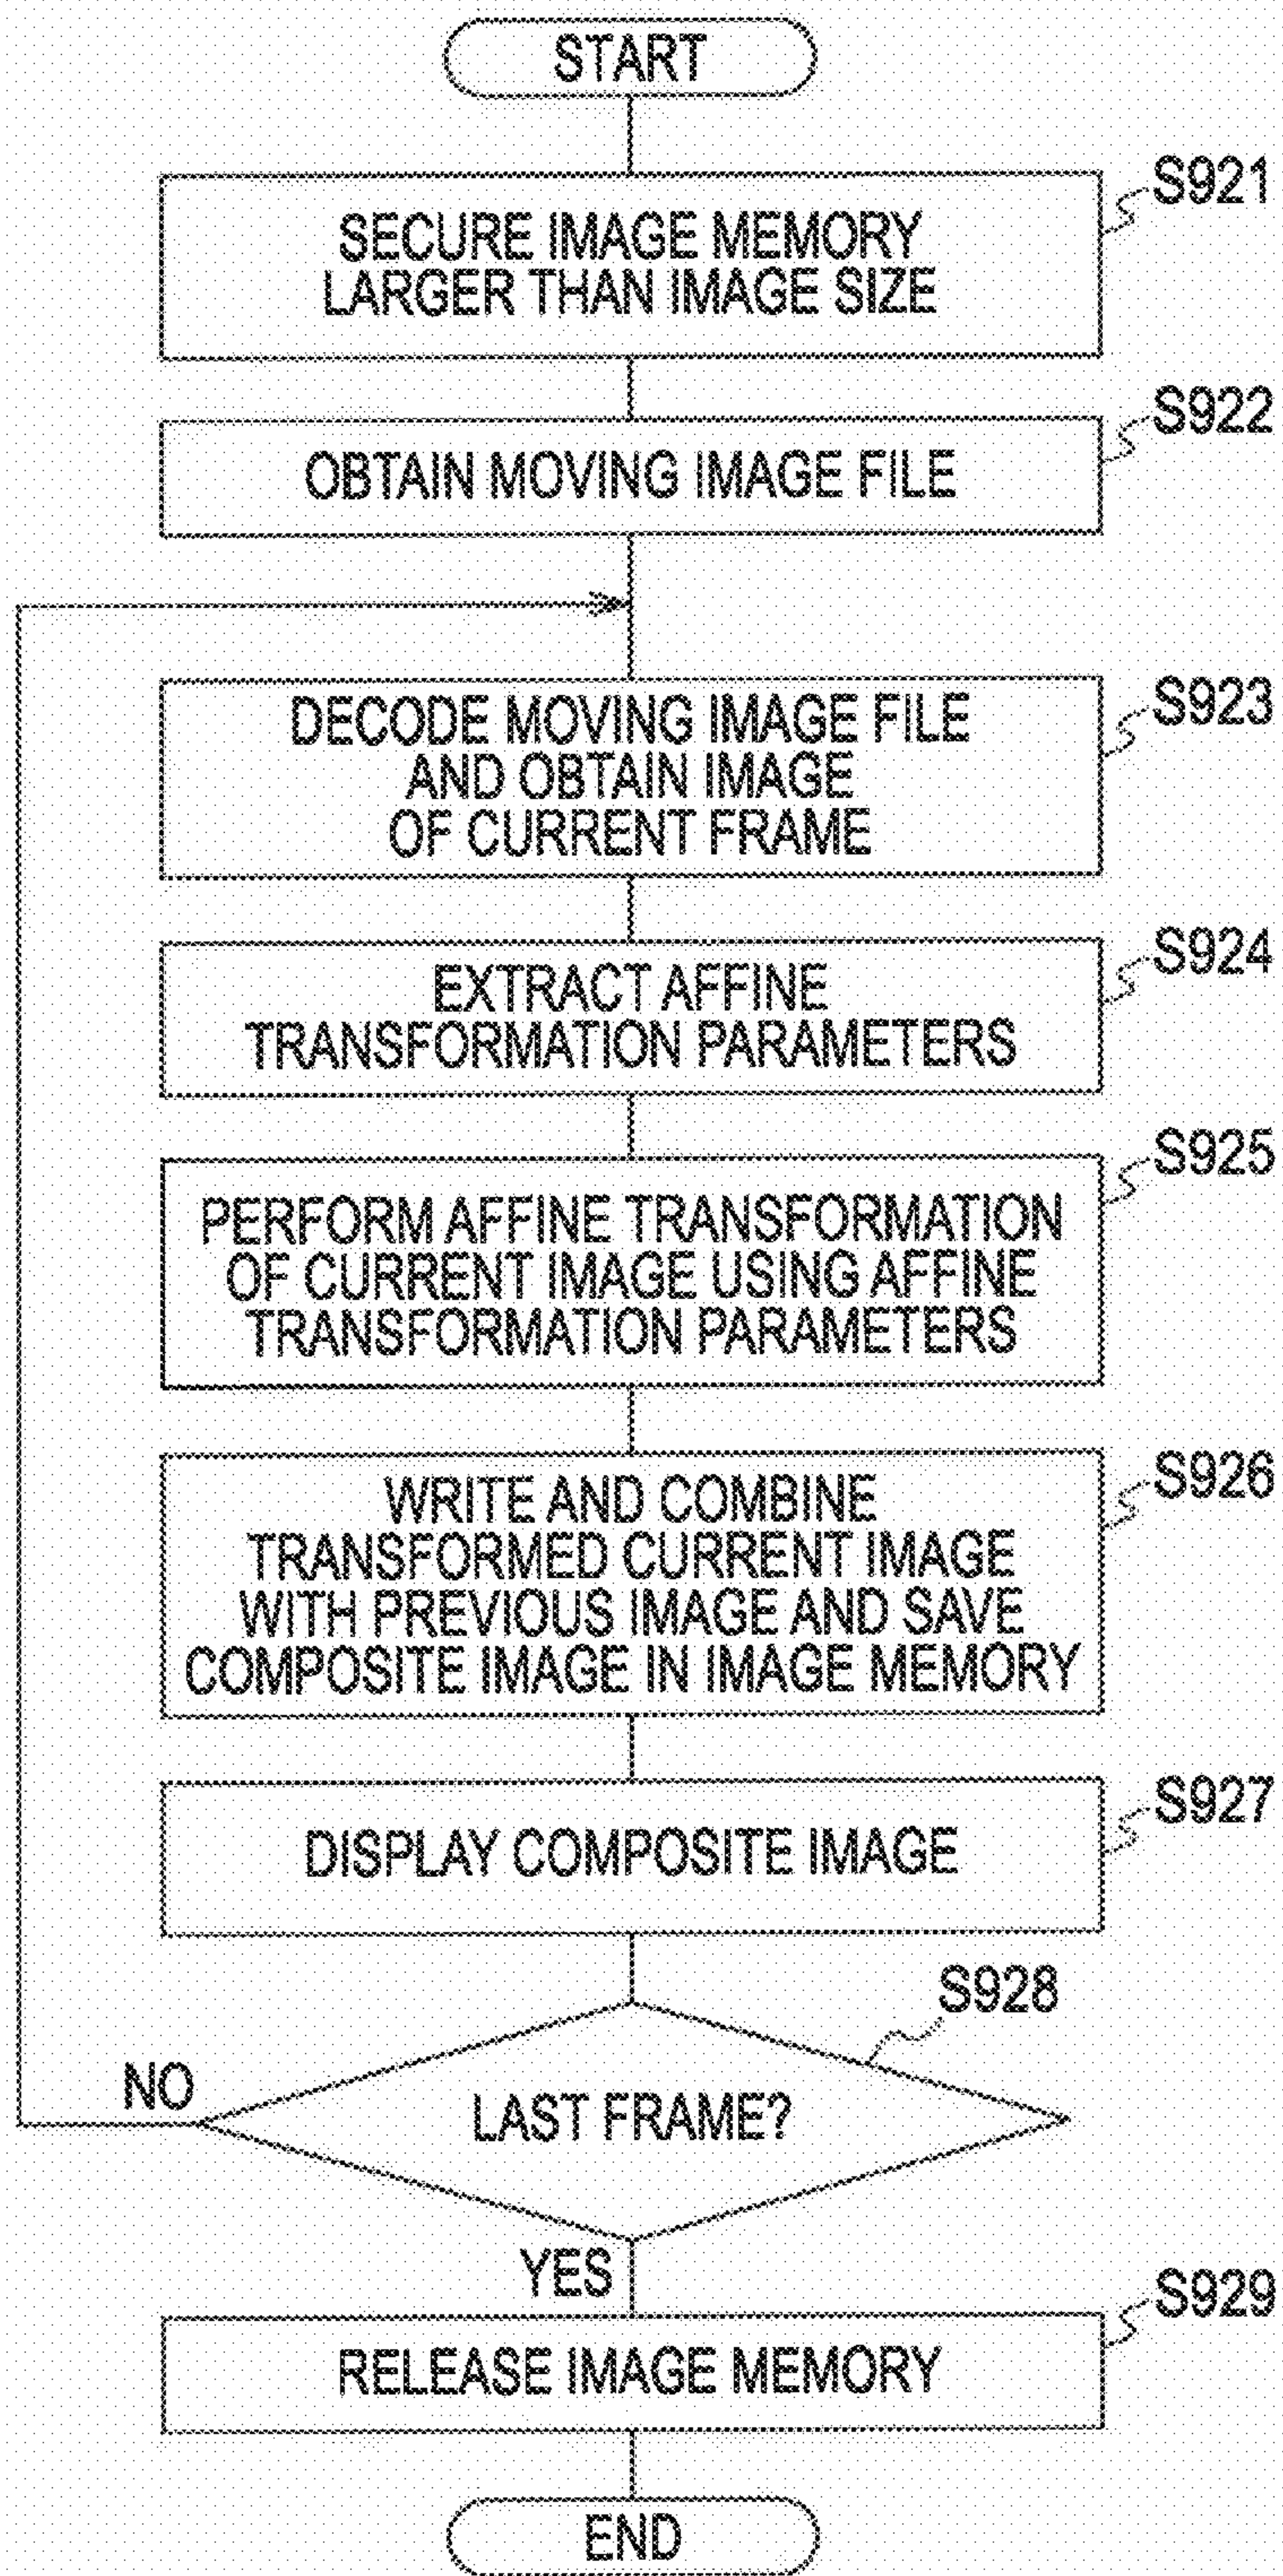 START
S921
SECURE IMAGE MEMORY
LARGER THAN IMAGE SIZE
S922
OBTAIN MOVING IMAGE FILE
S923
DECODE MOVING IMAGE FILE
AND OBTAIN IMAGE
OF CURRENT FRAME
S924
EXTRACT AFFINE
TRANSFORMATION PARAMETERS
S925
PERFORM AFFINE TRANSFORMATION
OF CURRENT IMAGE USING AFFINE
TRANSFORMATION PARAMETERS
S926
WRITE AND COMBINE
TRANSFORMED CURRENT IMAGE
WITH PREVIOUS IMAGE AND SAVE
COMPOSITE IMAGE IN IMAGE MEMORY
S927
DISPLAY COMPOSITE IMAGE
S928
NO
LAST FRAME?
YES
S929
RELEASE IMAGE MEMORY
END